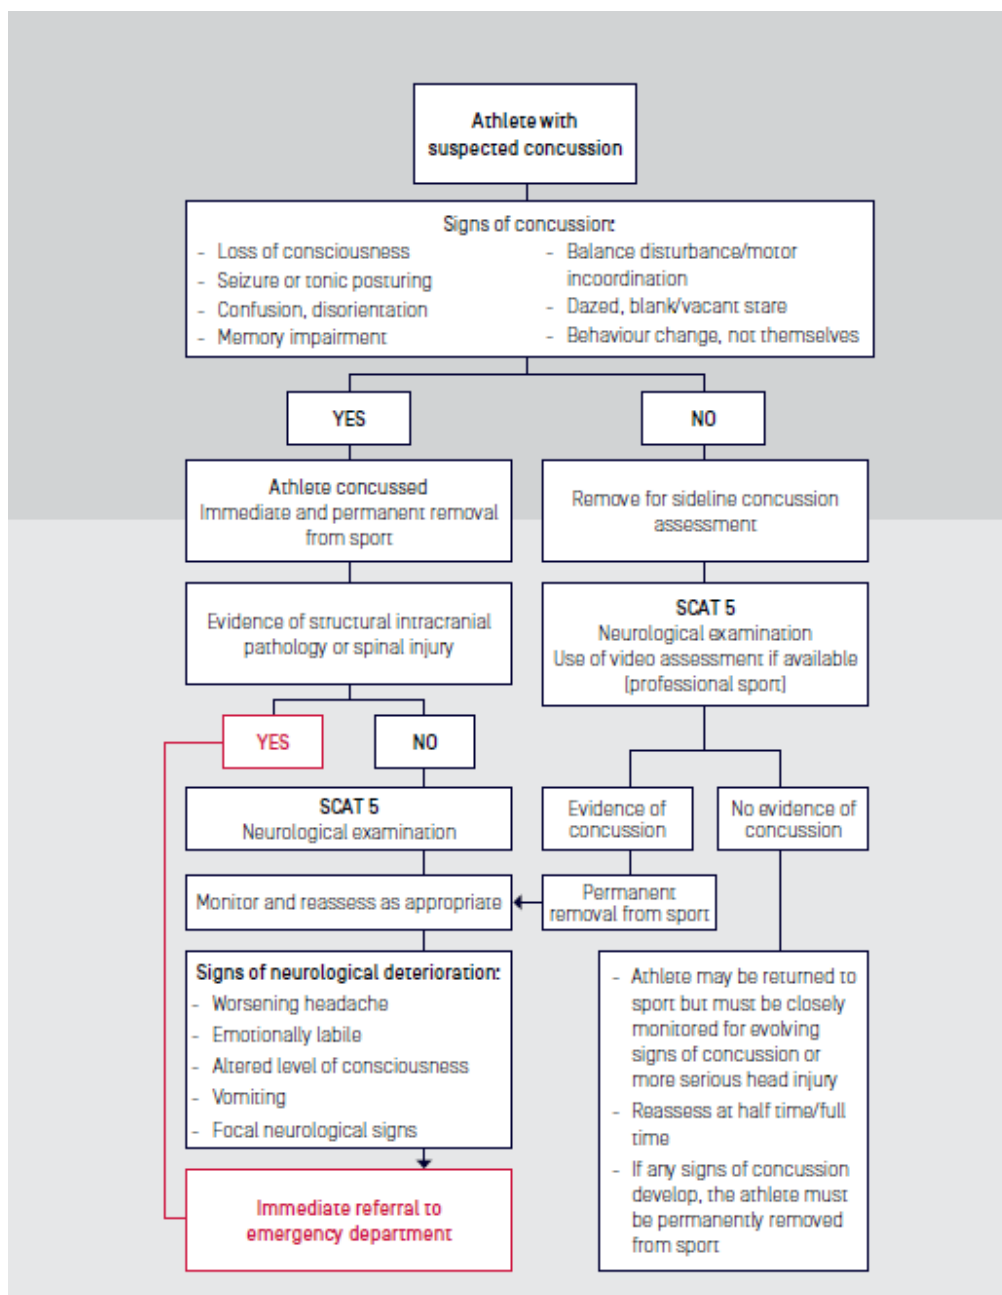 Athlete with
suspected concussion
Signs of concussion:
- Loss of consciousness
- Seizure or tonic posturing
- Confusion, disorientation
- Memory impairment
- Balance disturbance/motor
incoordination
- Dazed, blank/vacant stare
- Behaviour change, not themselves
YES
NO
Athlete concussed
Immediate and permanent removal
from sport
Remove for sideline concussion
assessment
Evidence of structural intracranial
pathology or spinal injury
SCAT 5
Neurological examination
Use of video assessment if available
[professional sport]
YES
NO
SCAT 5
Neurological examination
Evidence of
concussion
No evidence of
concussion
Monitor and reassess as appropriate
Permanent
removal from sport
Signs of neurological deterioration:
- Worsening headache
- Emotionally labile
- Altered level of consciousness
- Vomiting
- Focal neurological signs
- Athlete may be returned to
sport but must be closely
monitored for evolving
signs of concussion or
more serious head injury
- Reassess at half time/full
time
- If any signs of concussion
develop, the athlete must
be permanently removed
from sport
Immediate referral to
emergency department